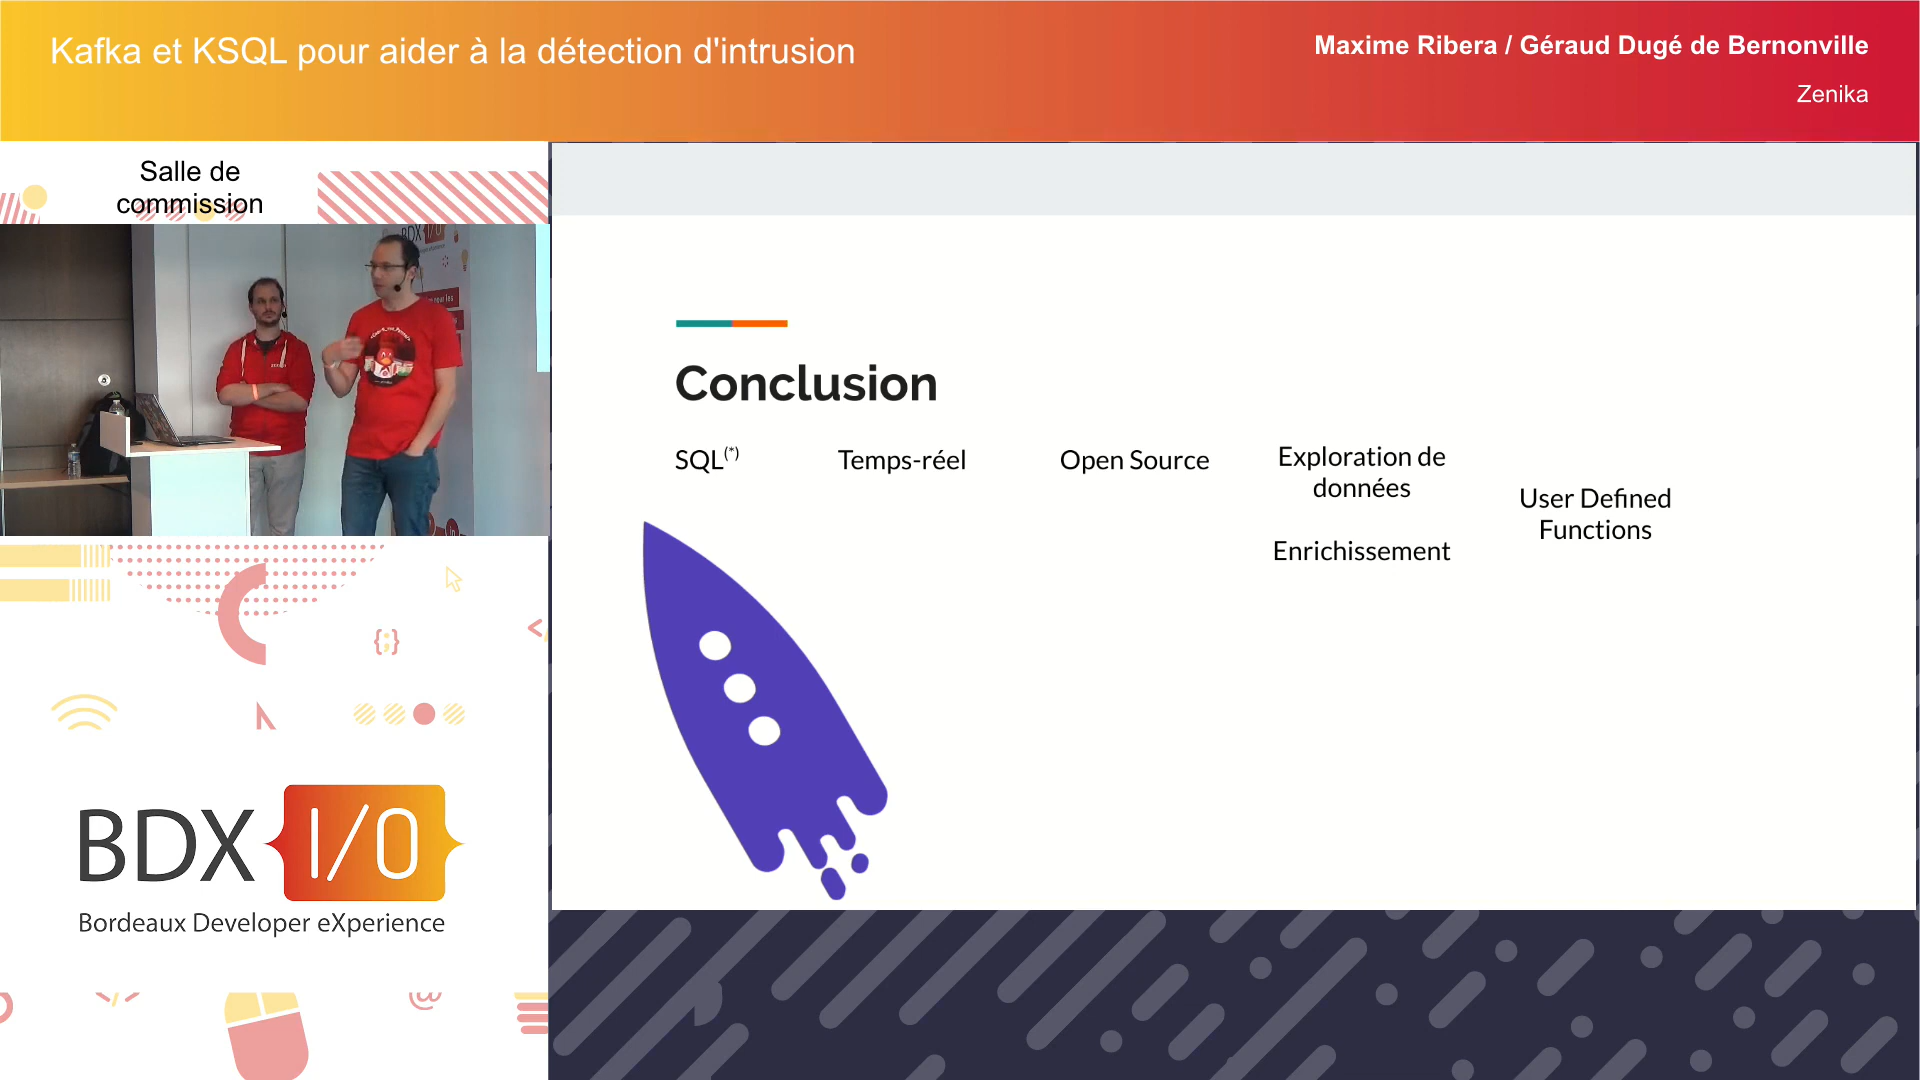 Kafka et KSQL pour aider à la détection d'intrusion
Maxime Ribera / Géraud Dugé de Bernonville
Zenika
Salle de
commission
Conclusion
SQL(*)
Temps-réel
Open Source
Exploration de
données
Enrichissement
User Defined
Functions
BDX I/O
Bordeaux Developer eXperience